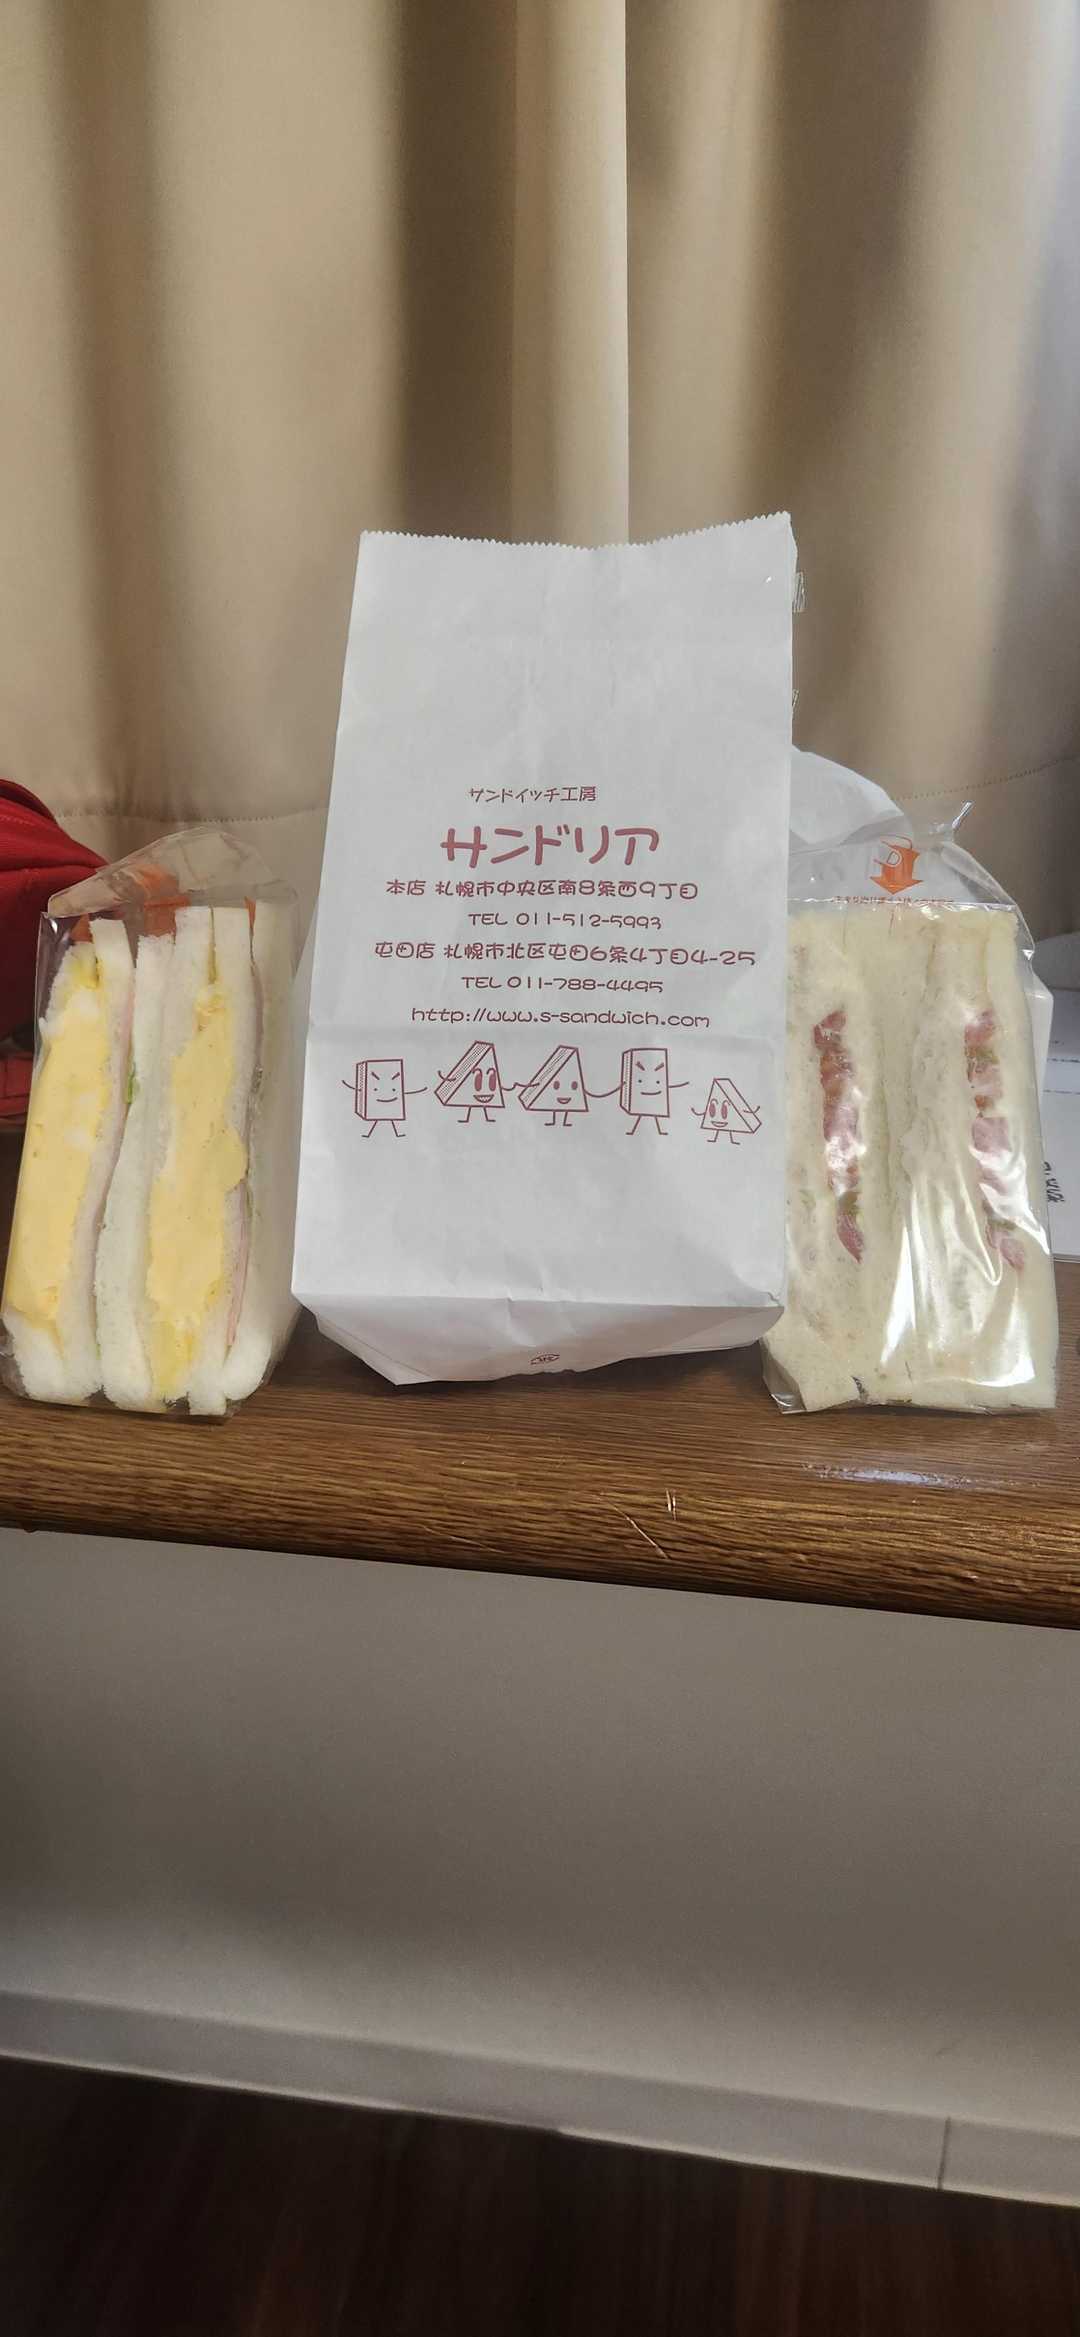 サンドイッチ工房
サンドリア
本店 札幌市中央区南8条西9丁目
TEL 011-512-5993
屯田店 札幌市北区屯田6条4丁目4-25
TEL 011-788-4495
http://www.s-sandwich.com